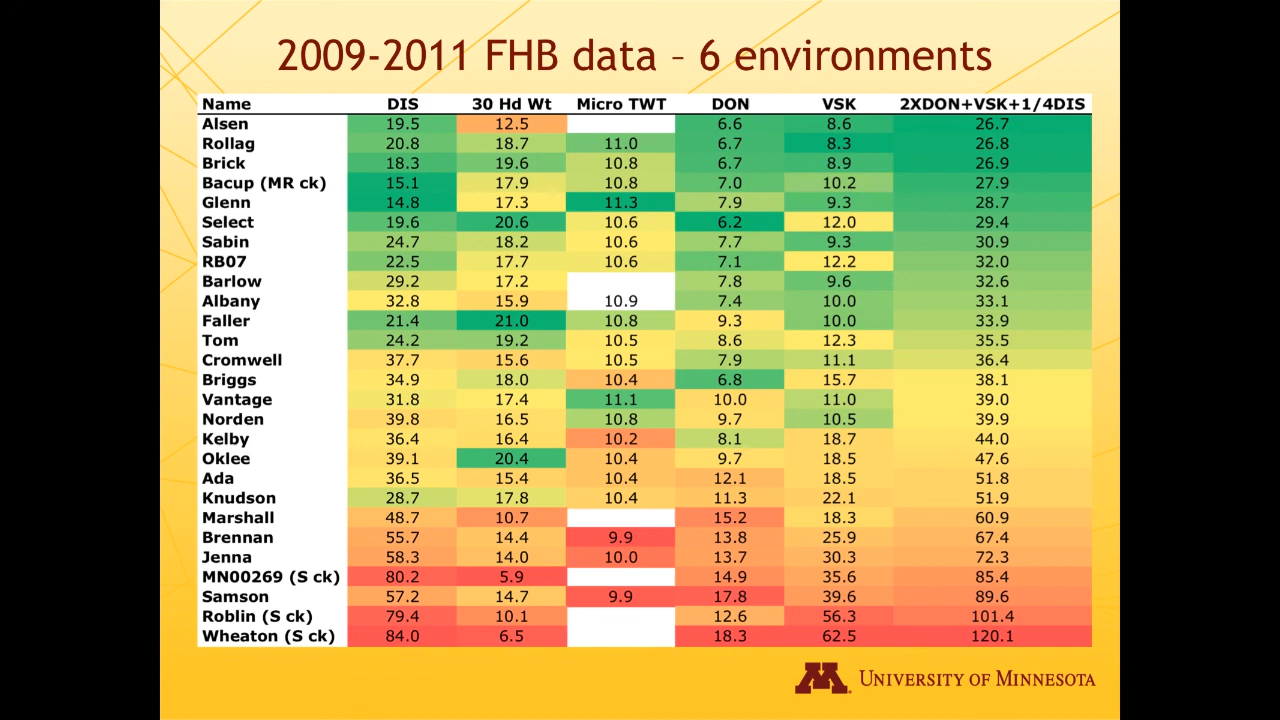 2009-2011 FHB data – 6 environments
Name DIS 30 Hd Wt Micro TWT DON VSK 2XDON+VSK+1/4DIS
Alsen 19.5 12.5 6.6 8.6 26.7
Rollag 20.8 18.7 11.0 6.7 8.3 26.8
Brick 18.3 19.6 10.8 6.7 8.9 26.9
Bacup (MR ck) 15.1 17.9 10.8 7.0 10.2 27.9
Glenn 14.8 17.3 11.3 7.9 9.3 28.7
Select 19.6 20.6 10.6 6.2 12.0 29.4
Sabin 24.7 18.2 10.6 7.7 9.3 30.9
RB07 22.5 17.7 10.6 7.1 12.2 32.0
Barlow 29.2 17.2 7.8 9.6 32.6
Albany 32.8 15.9 10.9 7.4 10.0 33.1
Faller 21.4 21.0 10.8 9.3 10.0 33.9
Tom 24.2 19.2 10.5 8.6 12.3 35.5
Cromwell 37.7 15.6 10.5 7.9 11.1 36.4
Briggs 34.9 18.0 10.4 6.8 15.7 38.1
Vantage 31.8 17.4 11.1 10.0 11.0 39.0
Norden 39.8 16.5 10.8 9.7 10.5 39.9
Kelby 36.4 16.4 10.2 8.1 18.7 44.0
Oklee 39.1 20.4 10.4 9.7 18.5 47.6
Ada 36.5 15.4 10.4 12.1 18.5 51.8
Knudson 28.7 17.8 10.4 11.3 22.1 51.9
Marshall 48.7 10.7 15.2 18.3 60.9
Brennan 55.7 14.4 9.9 13.8 25.9 67.4
Jenna 58.3 14.0 10.0 13.7 30.3 72.3
MN00269 (S ck) 80.2 5.9 14.9 35.6 85.4
Samson 57.2 14.7 9.9 17.8 39.6 89.6
Roblin (S ck) 79.4 10.1 12.6 56.3 101.4
Wheaton (S ck) 84.0 6.5 18.3 62.5 120.1
M UNIVERSITY OF MINNESOTA